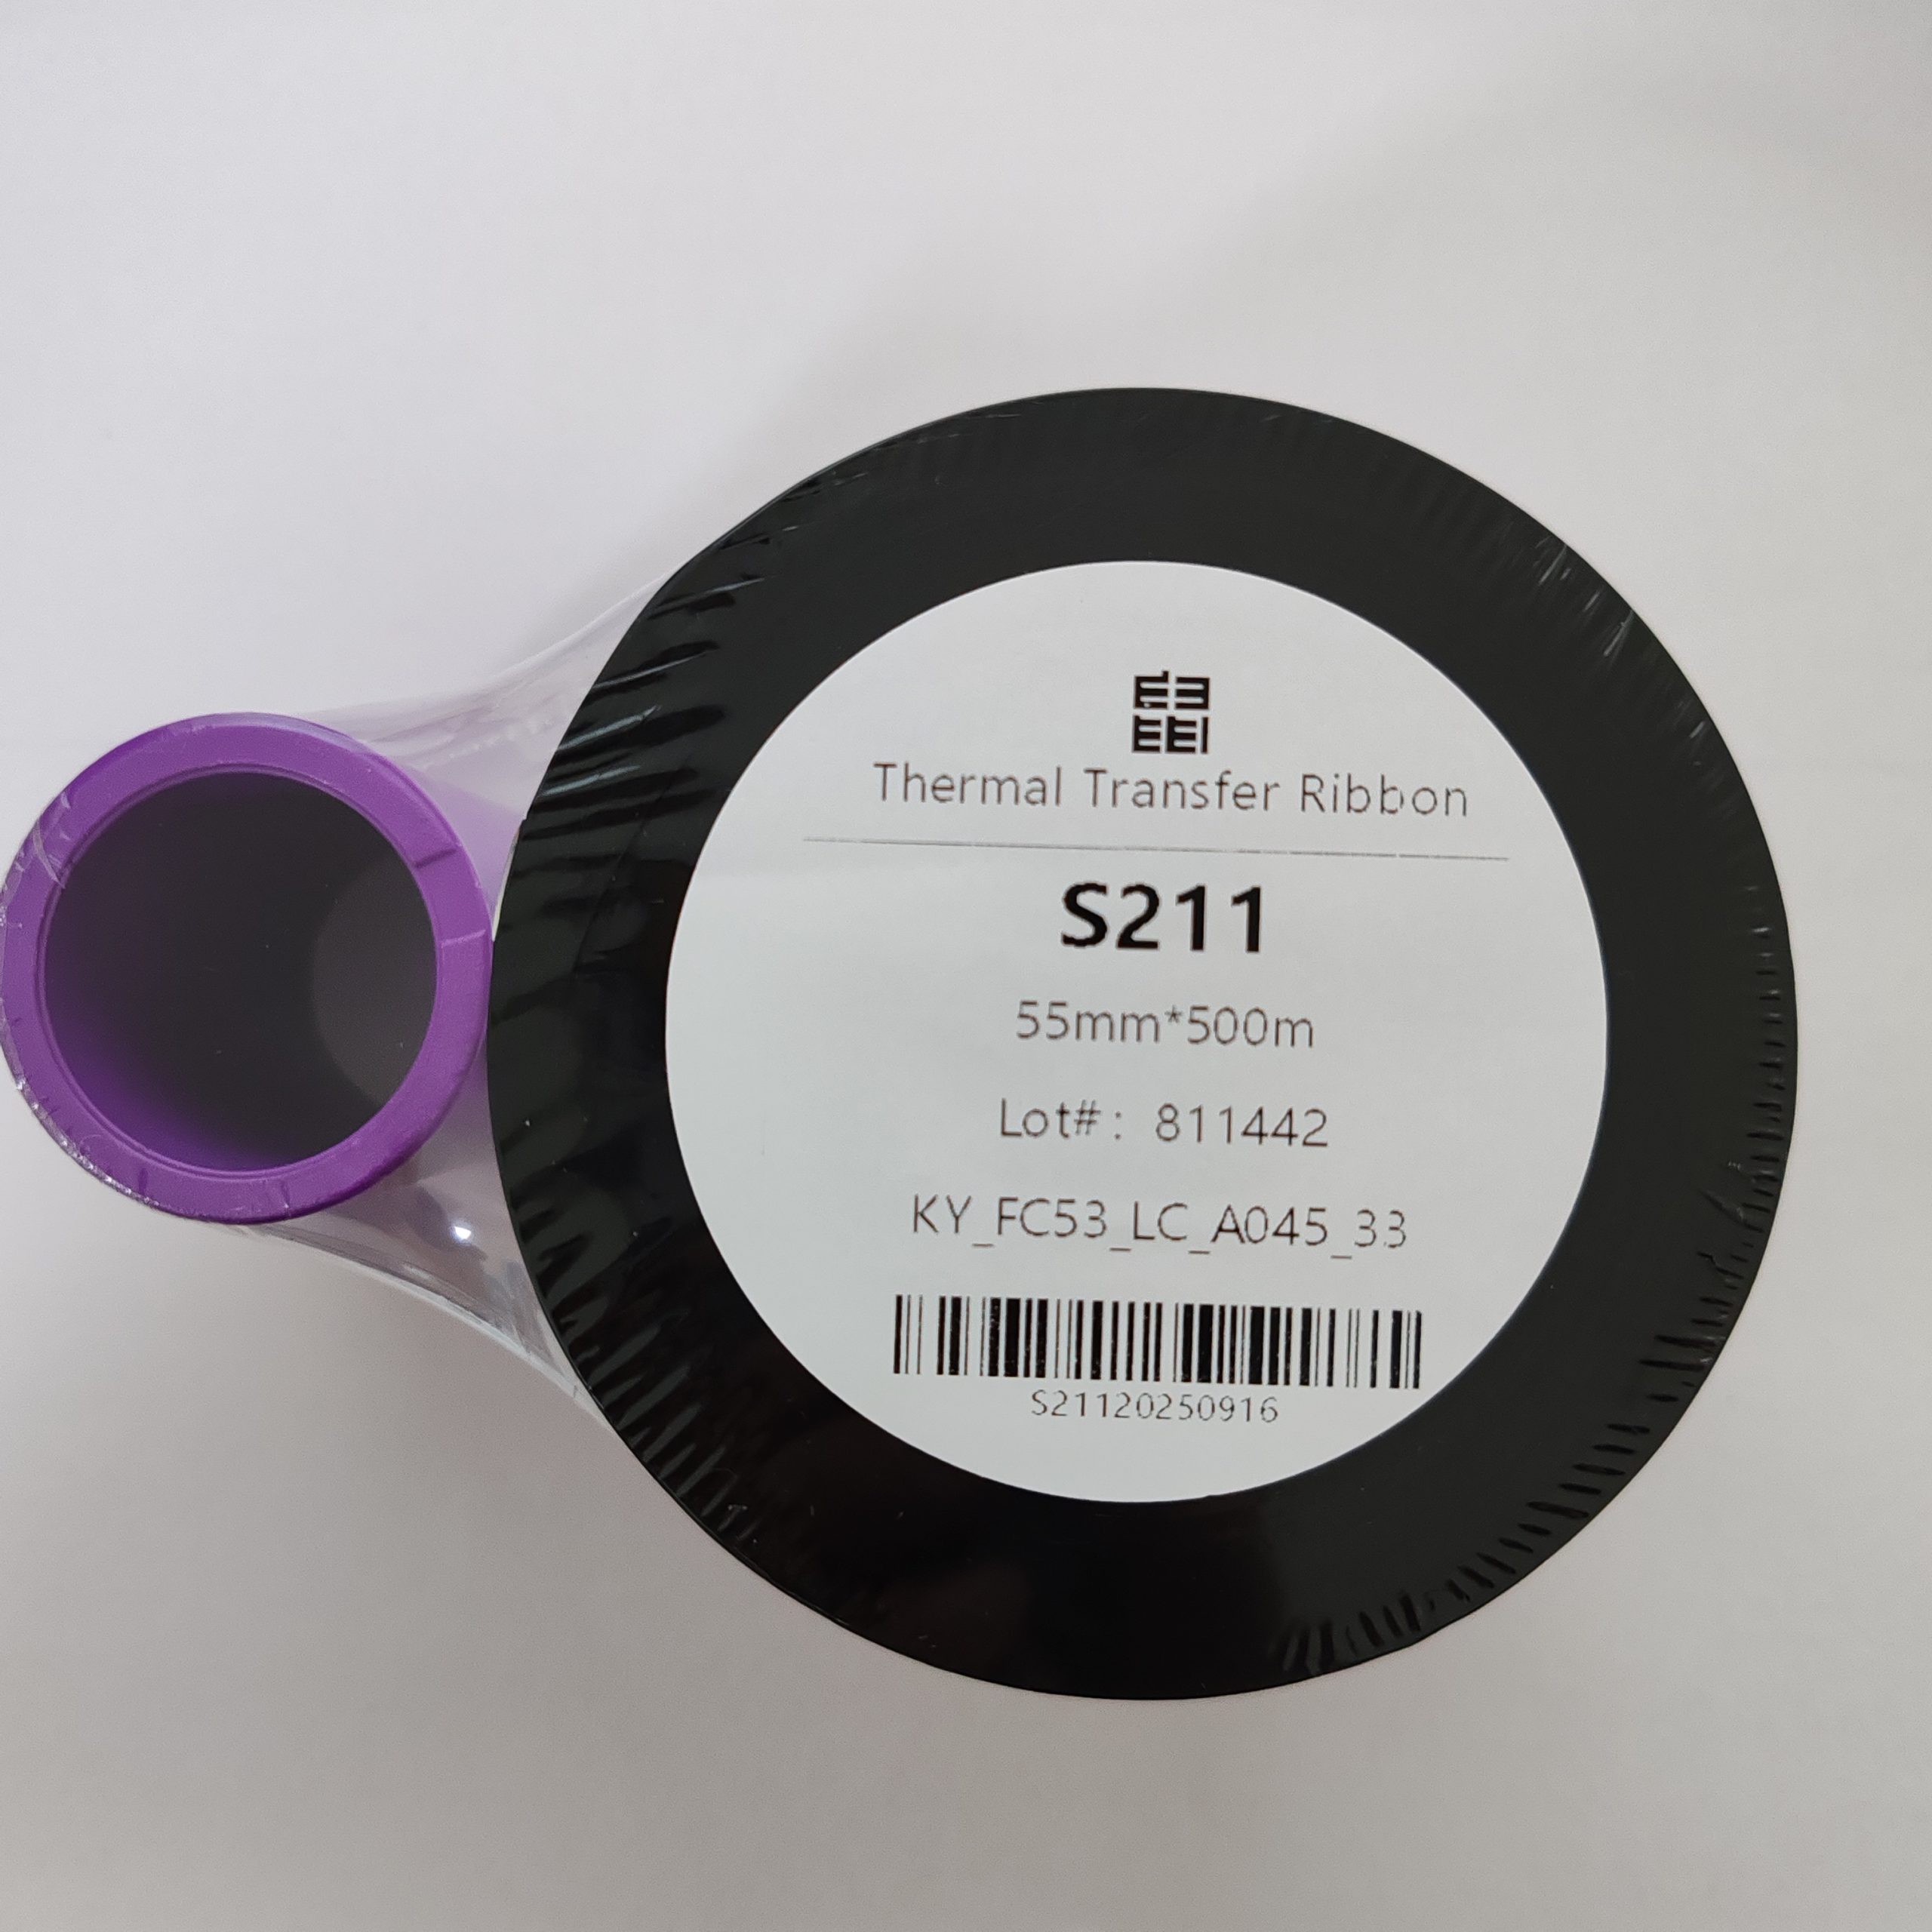 Thermal Transfer Ribbon
S211
55mm*500m
Lot#: 811442
KY_FC53_LC_A045_33
S21120250916